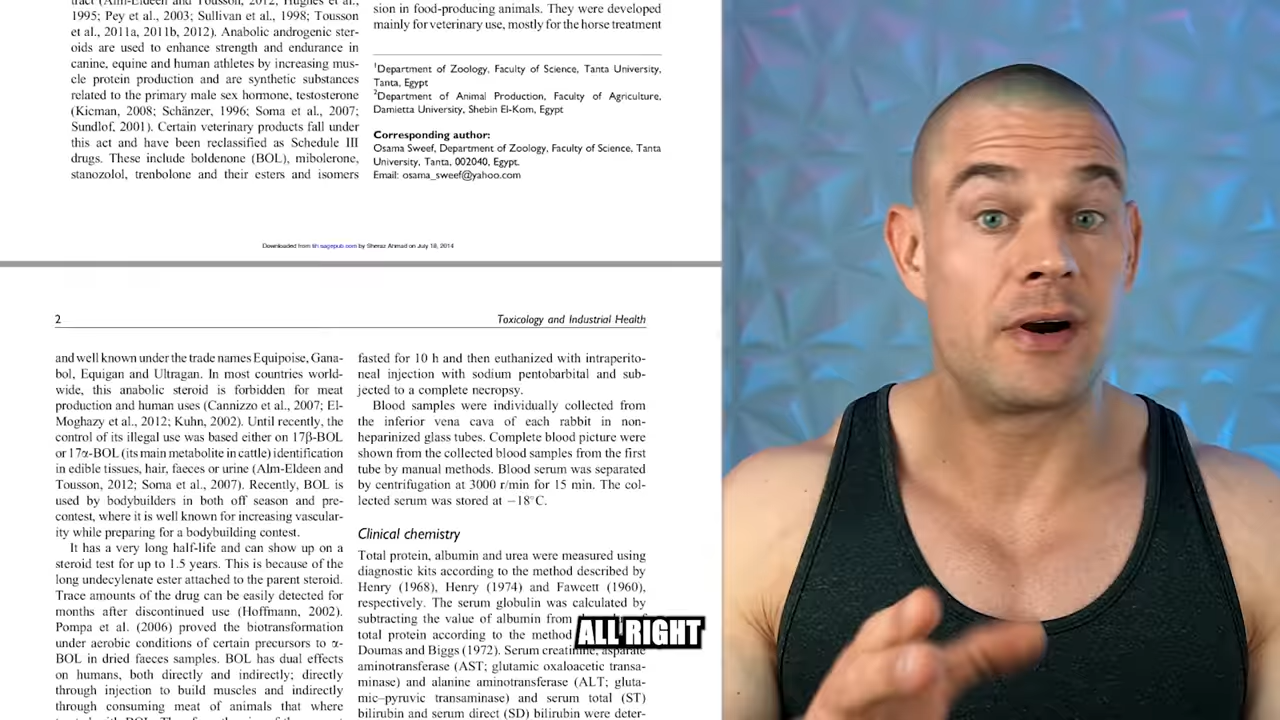 tract (Alm-Eldeen and Tousson, 2012; Hughes et al.,
1995; Pey et al., 2003; Sullivan et al., 1998; Tousson
et al., 2011a, 2011b, 2012). Anabolic androgenic ster-
oids are used to enhance strength and endurance in
canine, equine and human athletes by increasing mus-
cle protein production and are synthetic substances
related to the primary male sex hormone, testosterone
(Kicman, 2008; Schänzer, 1996; Soma et al., 2007;
Sundlof, 2001). Certain veterinary products fall under
this act and have been reclassified as Schedule III
drugs. These include boldenone (BOL), mibolerone,
stanozolol, trenbolone and their esters and isomers
sion in food-producing animals. They were developed
mainly for veterinary use, mostly for the horse treatment
1Department of Zoology, Faculty of Science, Tanta University,
Tanta, Egypt
2Department of Animal Production, Faculty of Agriculture,
Damietta University, Shebin El-Kom, Egypt
Corresponding author:
Osama Sweef, Department of Zoology, Faculty of Science, Tanta
University, Tanta, 002040, Egypt.
Email: osama_sweef@yahoo.com
Downloaded from tih.sagepub.com by Sheraz Ahmad on July 18, 2014
2
Toxicology and Industrial Health
and well known under the trade names Equipoise, Gana-
bol, Equigan and Ultragan. In most countries world-
wide, this anabolic steroid is forbidden for meat
production and human uses (Cannizzo et al., 2007; El-
Moghazy et al., 2012; Kuhn, 2002). Until recently, the
control of its illegal use was based either on 17β-BOL
or 17α-BOL (its main metabolite in cattle) identification
in edible tissues, hair, faeces or urine (Alm-Eldeen and
Tousson, 2012; Soma et al., 2007). Recently, BOL is
used by bodybuilders in both off season and pre-
contest, where it is well known for increasing vascular-
ity while preparing for a bodybuilding contest.
It has a very long half-life and can show up on a
steroid test for up to 1.5 years. This is because of the
long undecylenate ester attached to the parent steroid.
Trace amounts of the drug can be easily detected for
months after discontinued use (Hoffmann, 2002).
Pompa et al. (2006) proved the biotransformation
under aerobic conditions of certain precursors to α-
BOL in dried faeces samples. BOL has dual effects
on humans, both directly and indirectly; directly
through injection to build muscles and indirectly
through consuming meat of animals that where
fasted for 10 h and then euthanized with intraperito-
neal injection with sodium pentobarbital and sub-
jected to a complete necropsy.
Blood samples were individually collected from
the inferior vena cava of each rabbit in non-
heparinized glass tubes. Complete blood picture were
shown from the collected blood samples from the first
tube by manual methods. Blood serum was separated
by centrifugation at 3000 r/min for 15 min. The col-
lected serum was stored at −18°C.
Clinical chemistry
Total protein, albumin and urea were measured using
diagnostic kits according to the method described by
Henry (1968), Henry (1974) and Fawcett (1960),
respectively. The serum globulin was calculated by
subtracting the value of albumin from
total protein according to the method
Doumas and Biggs (1972). Serum creatinine, aspartate
aminotransferase (AST; glutamic oxaloacetic transa-
minase) and alanine aminotransferase (ALT; gluta-
mic–pyruvic transaminase) and serum total (ST)
bilirubin and serum direct (SD) bilirubin were deter-
ALL RIGHT